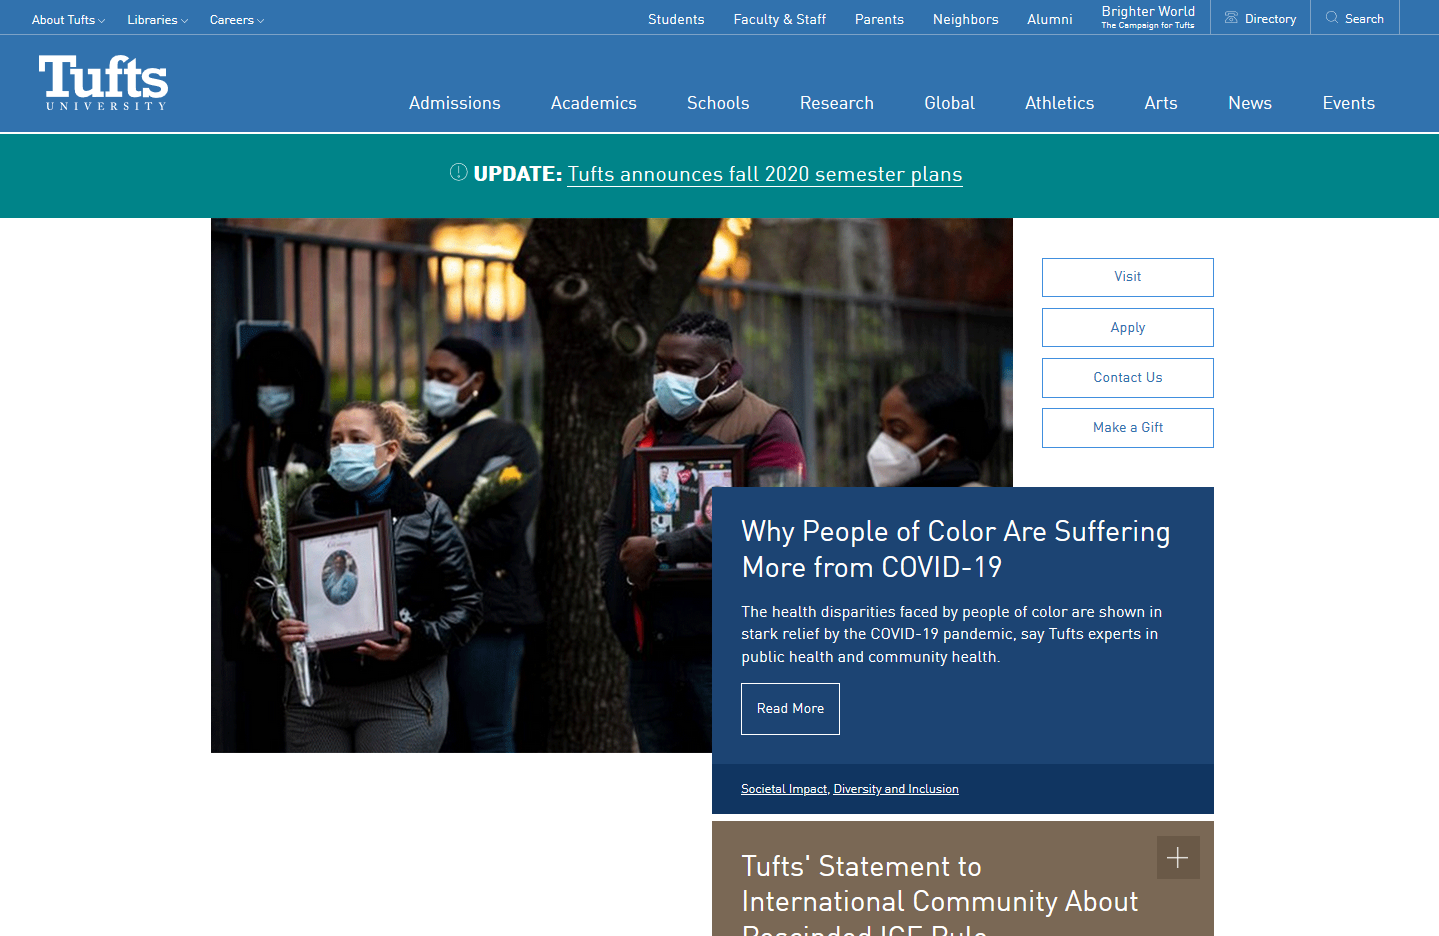 About Tufts
Libraries
Careers
Students
Faculty & Staff
Parents
Neighbors
Alumni
Brighter World
The Campaign for Tufts
Directory
Search
Tufts
UNIVERSITY
Admissions
Academics
Schools
Research
Global
Athletics
Arts
News
Events
UPDATE: Tufts announces fall 2020 semester plans
Visit
Apply
Contact Us
Make a Gift
Why People of Color Are Suffering
More from COVID-19
The health disparities faced by people of color are shown in
stark relief by the COVID-19 pandemic, say Tufts experts in
public health and community health.
Read More
Societal Impact, Diversity and Inclusion
Tufts' Statement to
International Community About
Rescinded ICE Rule